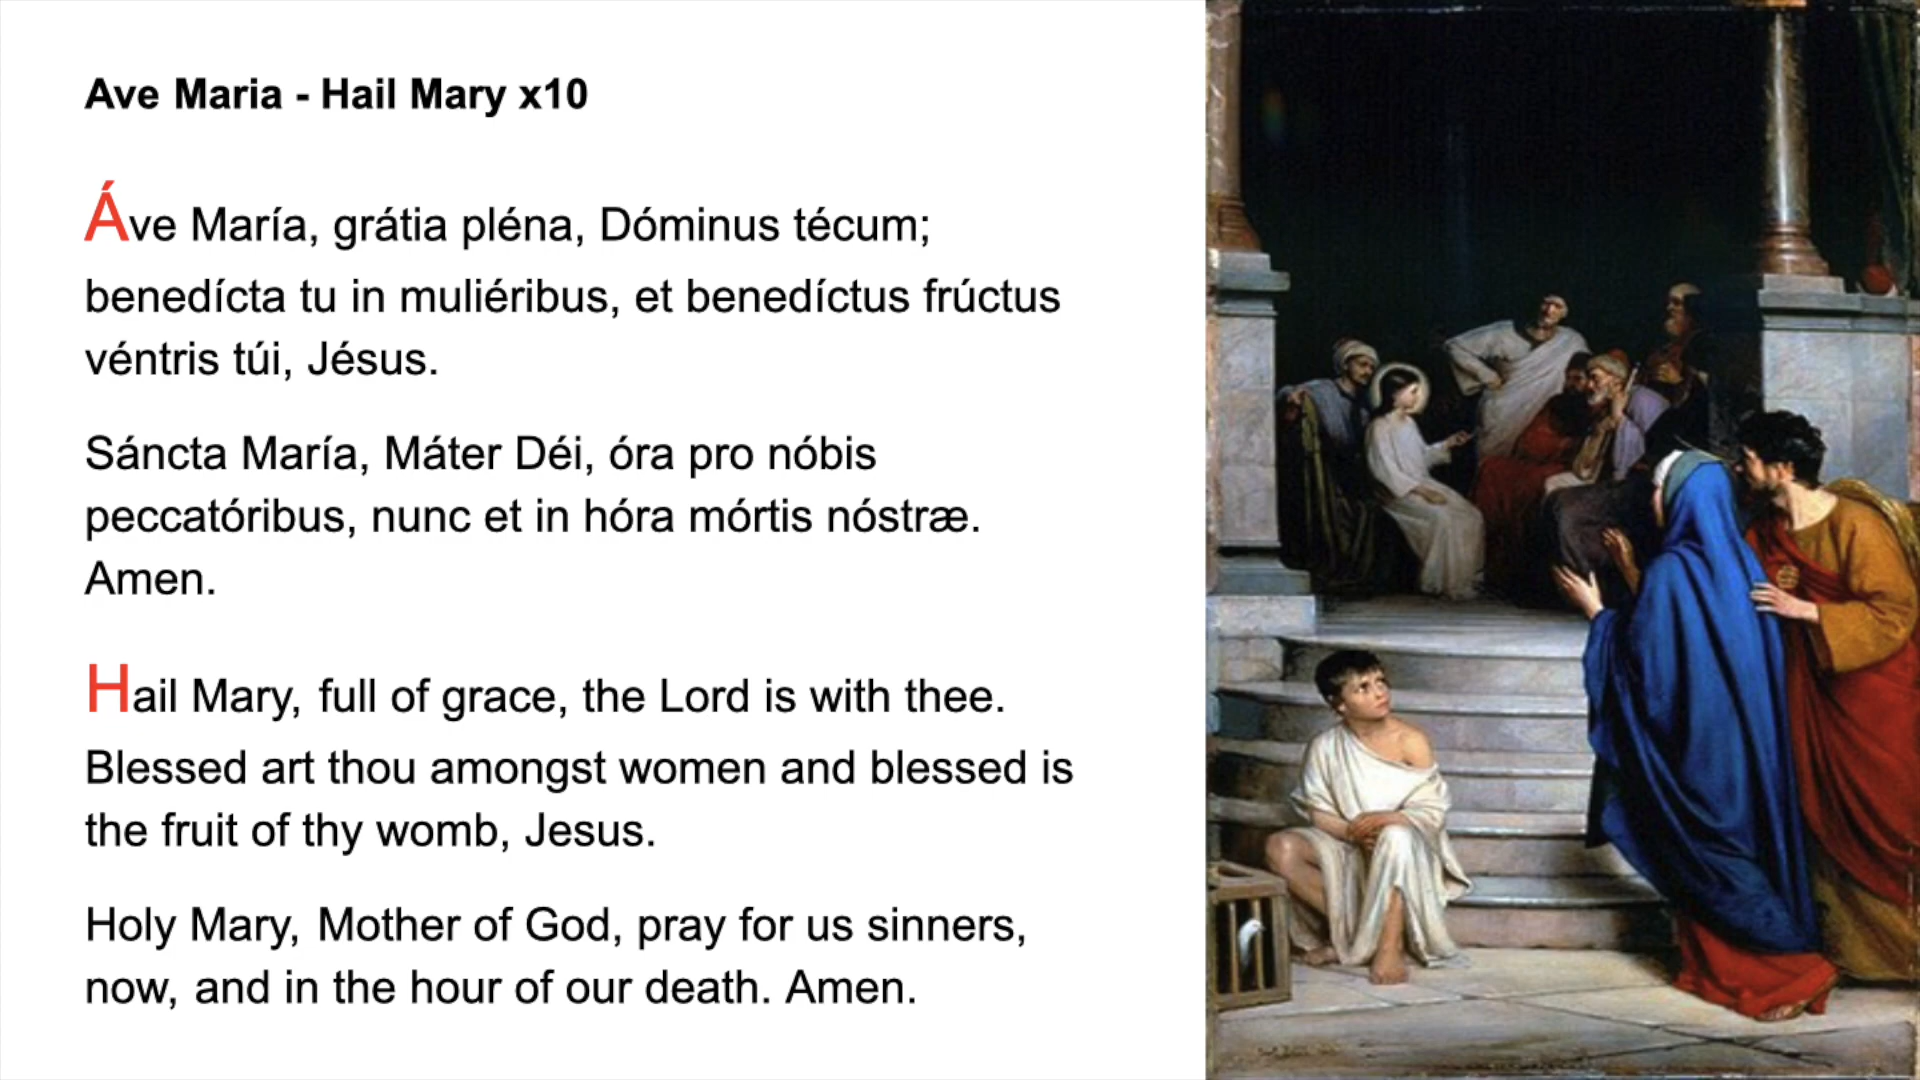 Ave Maria - Hail Mary x10
Áve María, grátia pléna, Dóminus técum;
benedícta tu in muliéribus, et benedíctus frúctus
véntris túi, Jésus.
Sáncta María, Máter Déi, óra pro nóbis
peccatóribus, nunc et in hóra mórtis nóstræ.
Amen.
Hail Mary, full of grace, the Lord is with thee.
Blessed art thou amongst women and blessed is
the fruit of thy womb, Jesus.
Holy Mary, Mother of God, pray for us sinners,
now, and in the hour of our death. Amen.